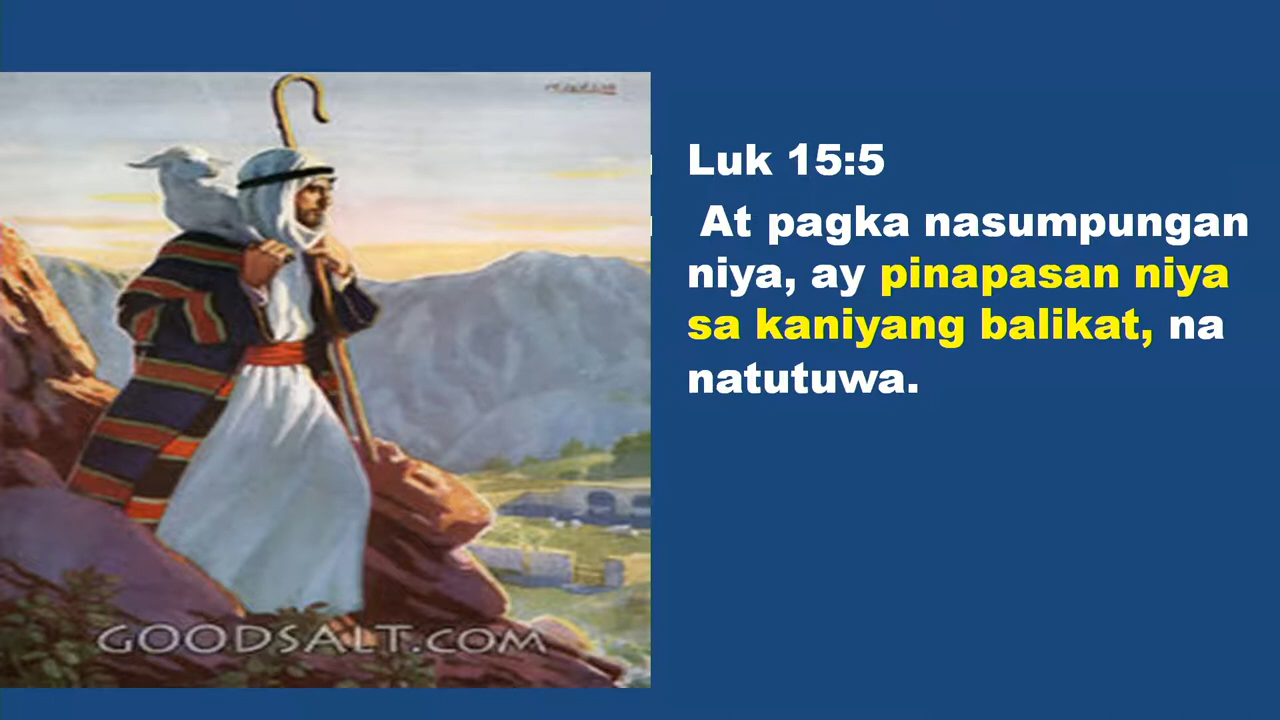 Luk 15:5
At pagka nasumpungan
niya, ay pinapasan niya
sa kaniyang balikat, na
natutuwa.
GOODSALT.COM